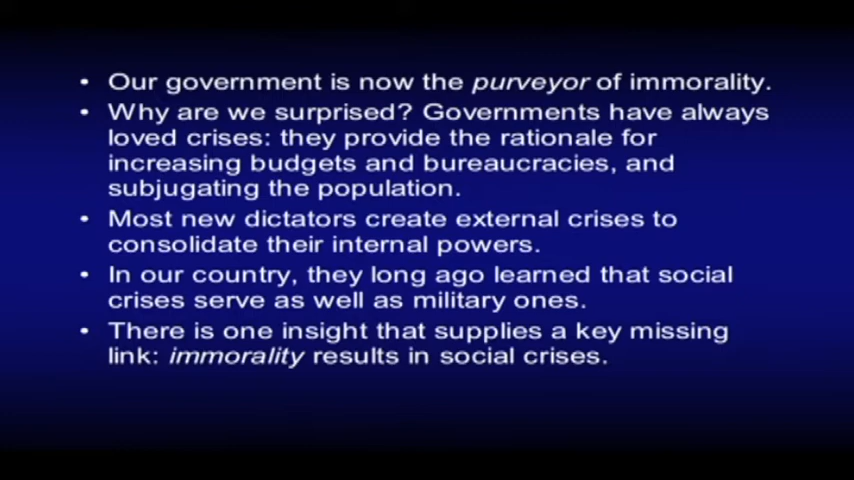 • Our government is now the purveyor of immorality.
• Why are we surprised? Governments have always
loved crises: they provide the rationale for
increasing budgets and bureaucracies, and
subjugating the population.
• Most new dictators create external crises to
consolidate their internal powers.
• In our country, they long ago learned that social
crises serve as well as military ones.
• There is one insight that supplies a key missing
link: immorality results in social crises.